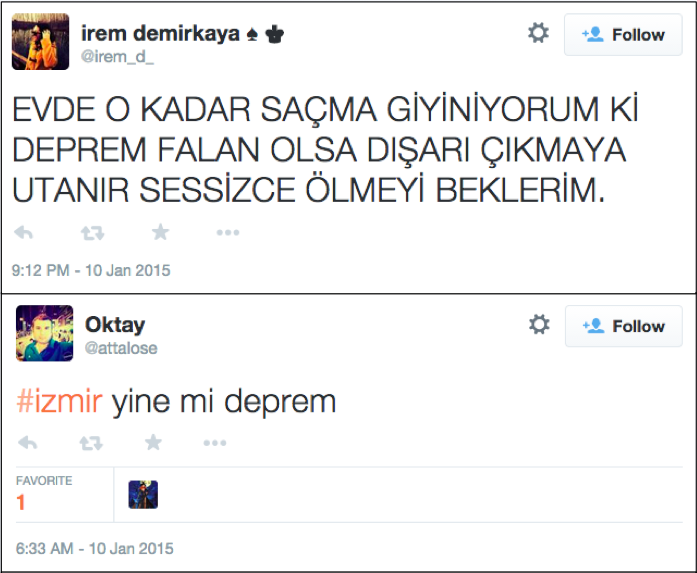 irem demirkaya ♠ ♚
@irem_d_
Follow
EVDE O KADAR SAÇMA GİYİNİYORUM Kİ
DEPREM FALAN OLSA DIŞARI ÇIKMAYA
UTANIR SESSİZCE ÖLMEYİ BEKLERİM.
9:12 PM - 10 Jan 2015
Oktay
@attalose
Follow
#izmir yine mi deprem
FAVORITE
1
6:33 AM - 10 Jan 2015